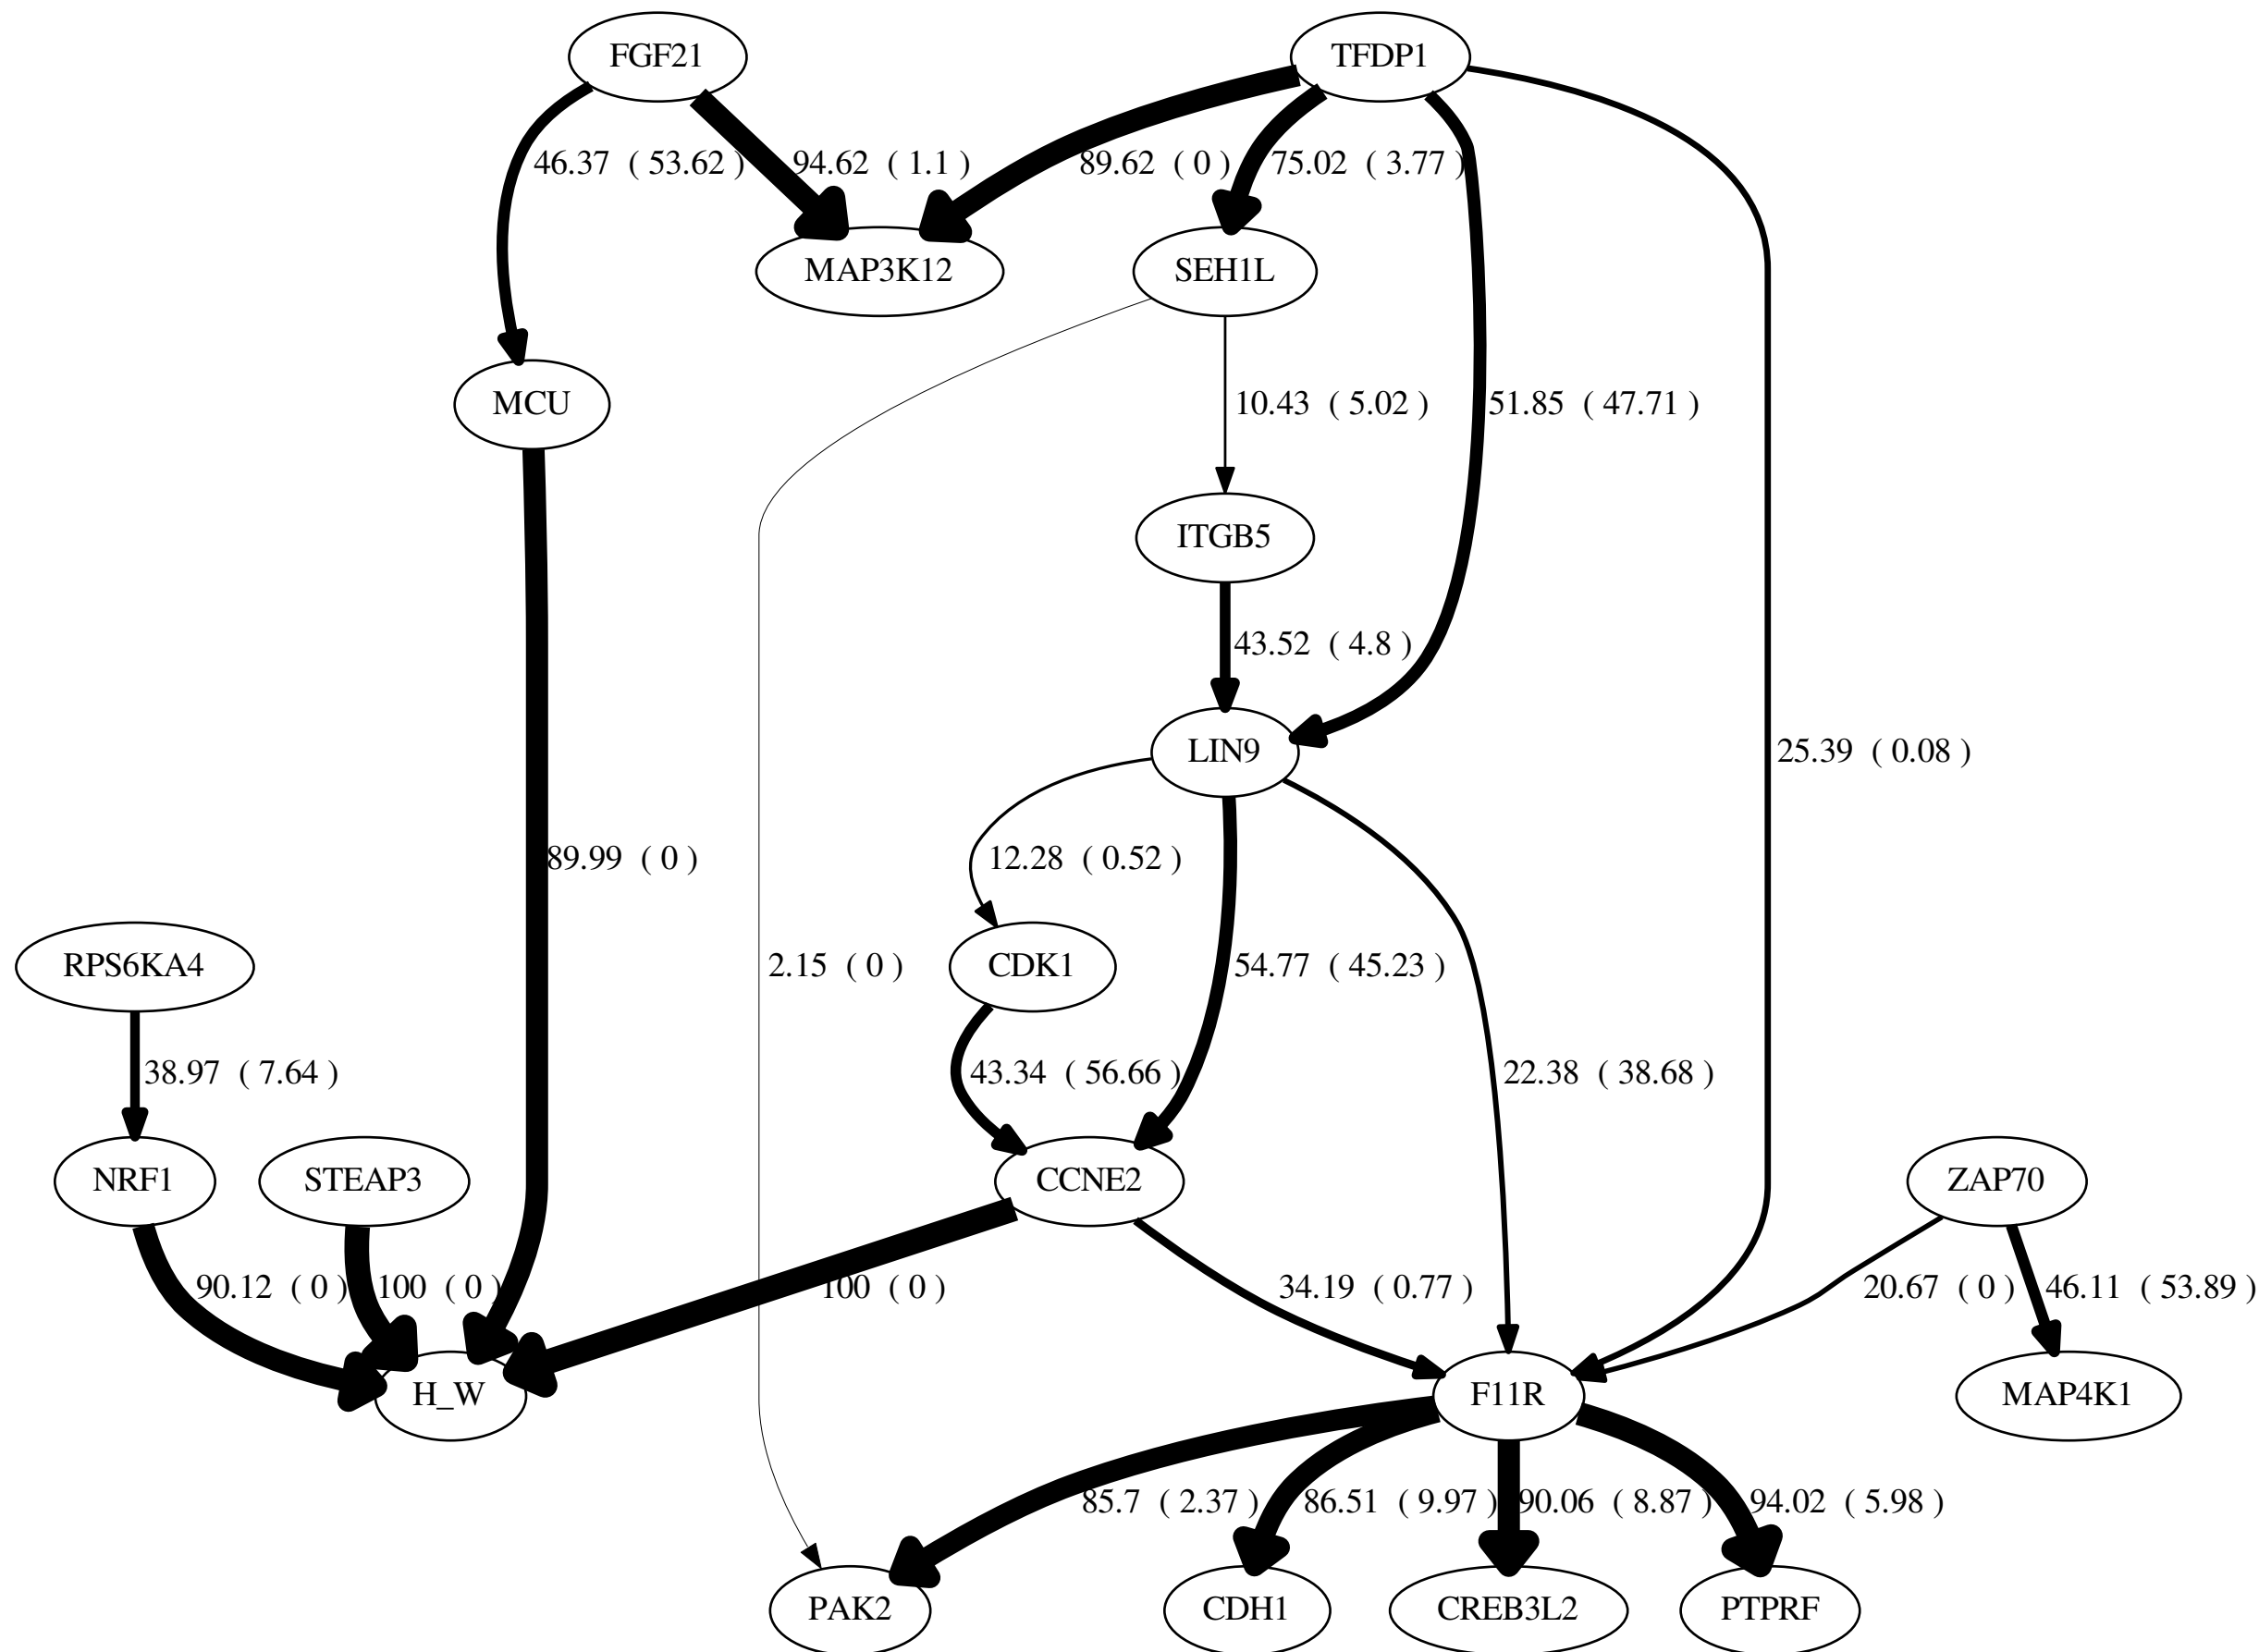 FGF21
TFDP1
46.37 ( 53.62 )
94.62 ( 1.1 )
89.62 ( 0 )
75.02 ( 3.77 )
MAP3K12
SEH1L
MCU
10.43 ( 5.02 )
51.85 ( 47.71 )
ITGB5
43.52 ( 4.8 )
LIN9
25.39 ( 0.08 )
89.99 ( 0 )
12.28 ( 0.52 )
RPS6KA4
2.15 ( 0 )
CDK1
54.77 ( 45.23 )
38.97 ( 7.64 )
43.34 ( 56.66 )
22.38 ( 38.68 )
NRF1
STEAP3
CCNE2
ZAP70
90.12 ( 0 )
100 ( 0 )
100 ( 0 )
34.19 ( 0.77 )
20.67 ( 0 )
46.11 ( 53.89 )
H_W
F11R
MAP4K1
85.7 ( 2.37 )
86.51 ( 9.97 )
90.06 ( 8.87 )
94.02 ( 5.98 )
PAK2
CDH1
CREB3L2
PTPRF